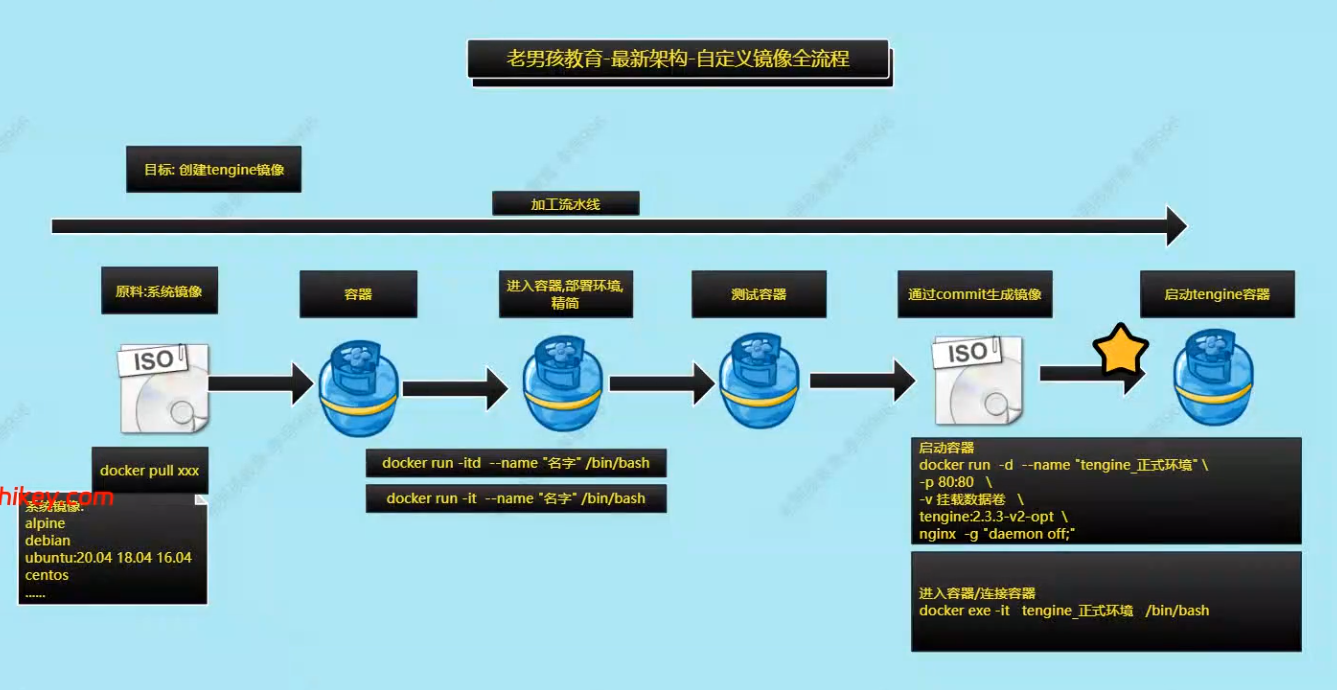 老男孩教育-最新架构-自定义镜像全流程
目标: 创建tengine镜像
加工流水线
原料:系统镜像
容器
进入容器,部署环境,
精简
测试容器
通过commit生成镜像
启动tengine容器
ISO
ISO
docker pull xxx
hikey.com
系统镜像:
alpine
debian
ubuntu:20.04 18.04 16.04
centos
......
docker run -itd --name "名字" /bin/bash
docker run -it --name "名字" /bin/bash
启动容器
docker run -d --name "tengine_正式环境" \
-p 80:80 \
-v 挂载数据卷 \
tengine:2.3.3-v2-opt \
nginx -g "daemon off;"
进入容器/连接容器
docker exe -it tengine_正式环境 /bin/bash